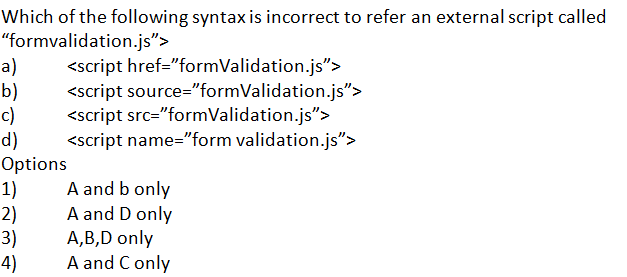 Which of the following syntax is incorrect to refer an external script called
“formvalidation.js”>
a) <script href=”formValidation.js”>
b) <script source=”formValidation.js”>
c) <script src=”formValidation.js”>
d) <script name=”form validation.js”>
Options
1) A and b only
2) A and D only
3) A,B,D only
4) A and C only